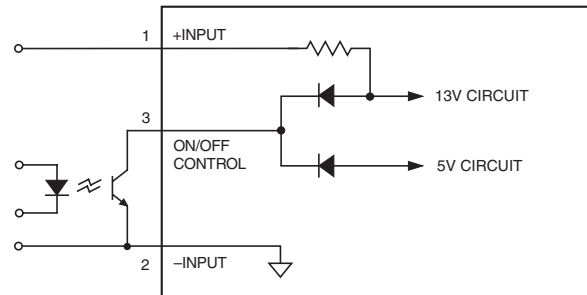 1 +INPUT
13V CIRCUIT
3
ON/OFF
CONTROL
5V CIRCUIT
2 –INPUT